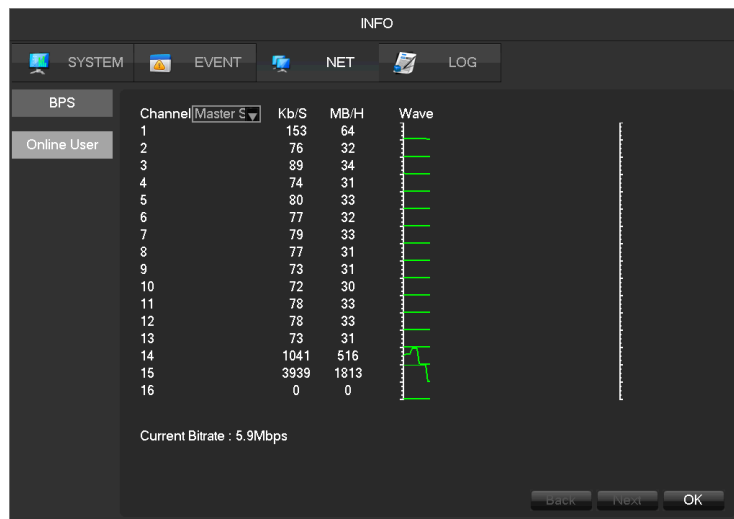 INFO
SYSTEM EVENT NET LOG
BPS
Online User
Channel Master S Kb/S MB/H Wave
1 153 64
2 76 32
3 89 34
4 74 31
5 80 33
6 77 32
7 79 33
8 77 31
9 73 31
10 72 30
11 78 33
12 78 33
13 73 31
14 1041 516
15 3939 1813
16 0 0
Current Bitrate : 5.9Mbps
Back Next OK